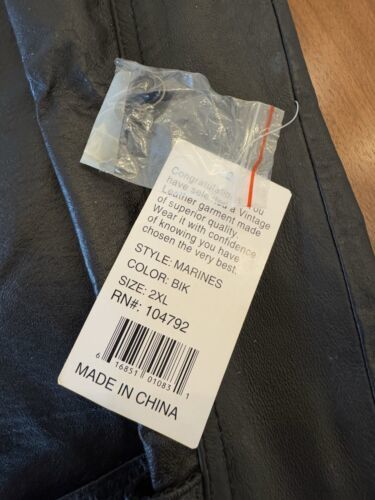 Congratulations you
have selected a Vintage
Leather garment made
of superior quality
Wear it with confidence
of knowing you have
chosen the very best.
STYLE: MARINES
COLOR: BIK
SIZE: 2XL
RN#: 104792
6 16851 01083 1
MADE IN CHINA